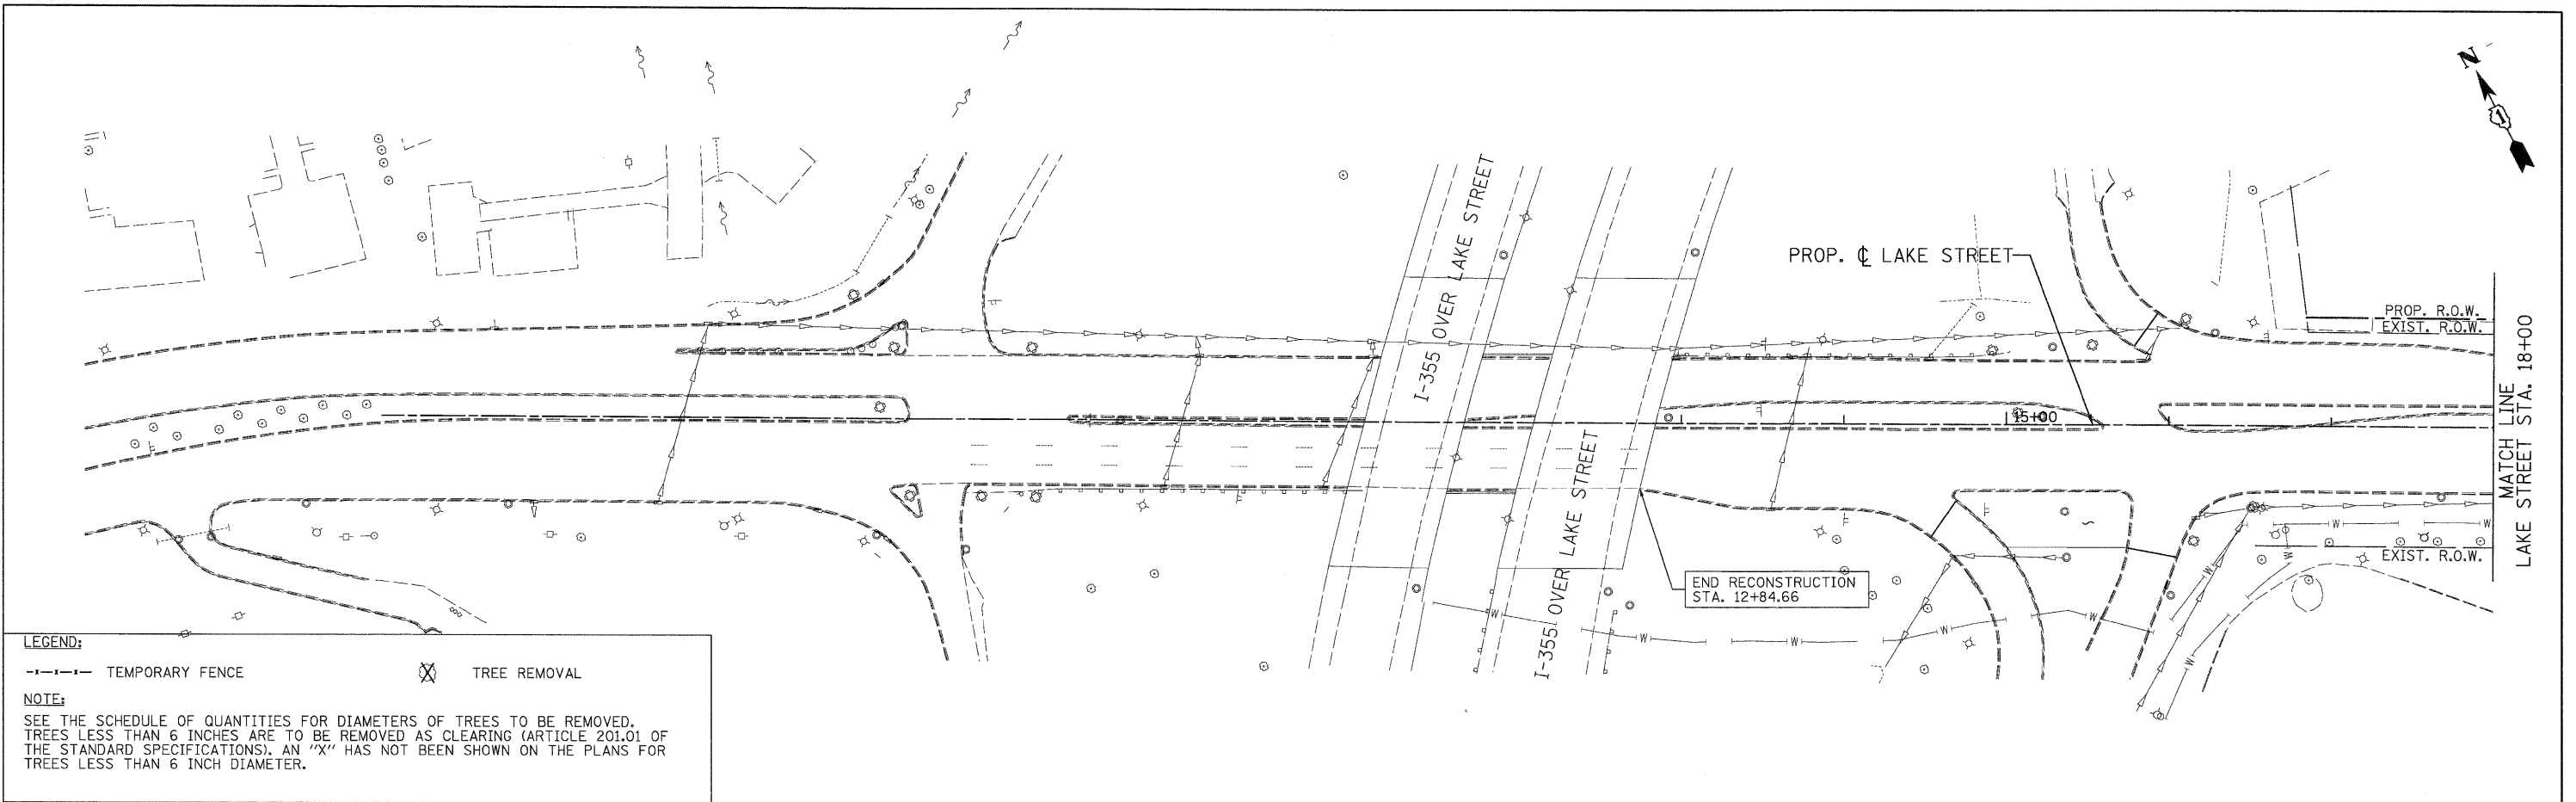 N
1
I-355 OVER LAKE STREET
I-355 OVER LAKE STREET
PROP. ℄ LAKE STREET
PROP. R.O.W.
EXIST. R.O.W.
15+00
MATCH LINE
LAKE STREET STA. 18+00
W
W
W
W
EXIST. R.O.W.
W
W
END RECONSTRUCTION
STA. 12+84.66
W
W
W
W
W
W
LEGEND:
TEMPORARY FENCE
TREE REMOVAL
NOTE:
SEE THE SCHEDULE OF QUANTITIES FOR DIAMETERS OF TREES TO BE REMOVED.
TREES LESS THAN 6 INCHES ARE TO BE REMOVED AS CLEARING (ARTICLE 201.01 OF
THE STANDARD SPECIFICATIONS). AN "X" HAS NOT BEEN SHOWN ON THE PLANS FOR
TREES LESS THAN 6 INCH DIAMETER.